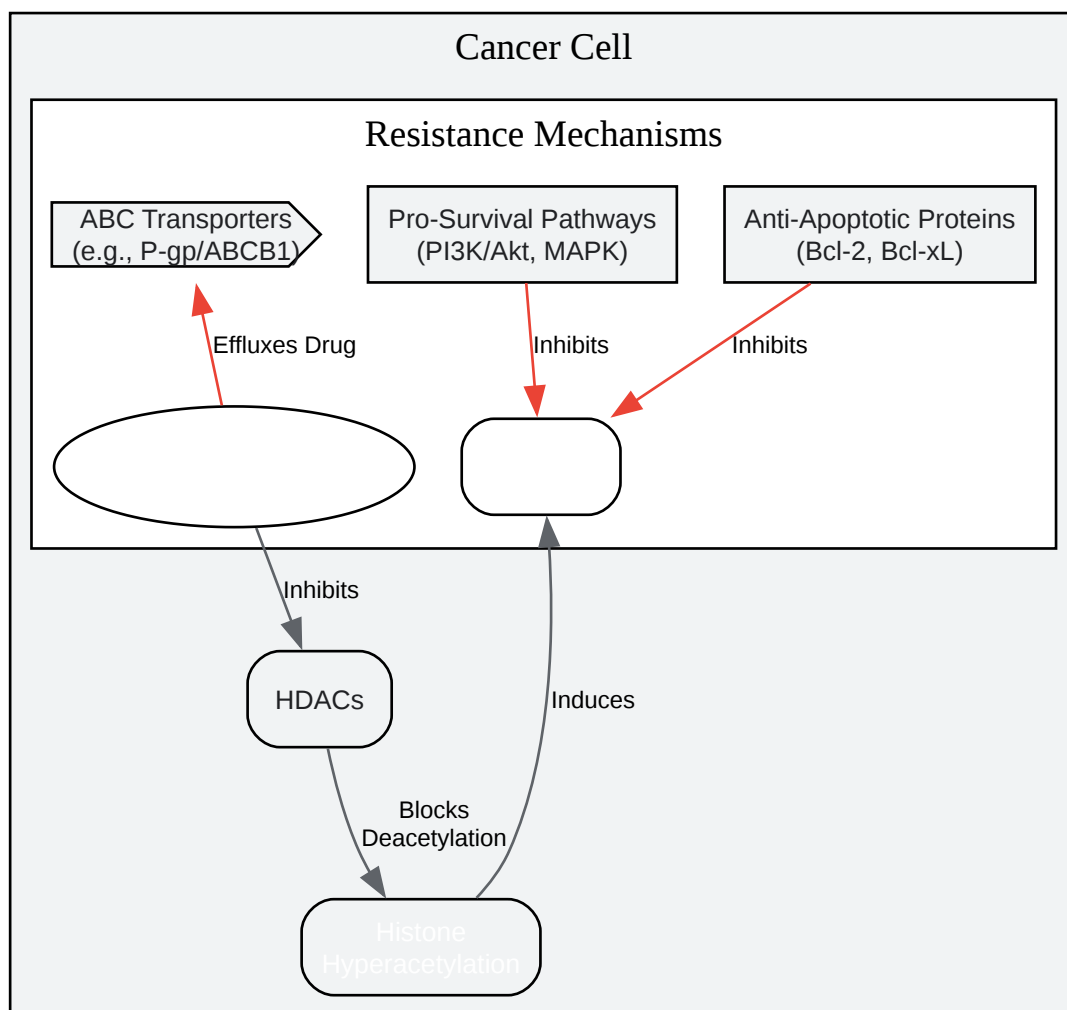 Cancer Cell
Resistance Mechanisms
ABC Transporters
(e.g., P-gp/ABCB1)
Pro-Survival Pathways
(PI3K/Akt, MAPK)
Anti-Apoptotic Proteins
(Bcl-2, Bcl-xL)
Effluxes Drug
Inhibits
Inhibits
Inhibits
HDACs
Induces
Blocks
Deacetylation
Histone
Hyperacetylation